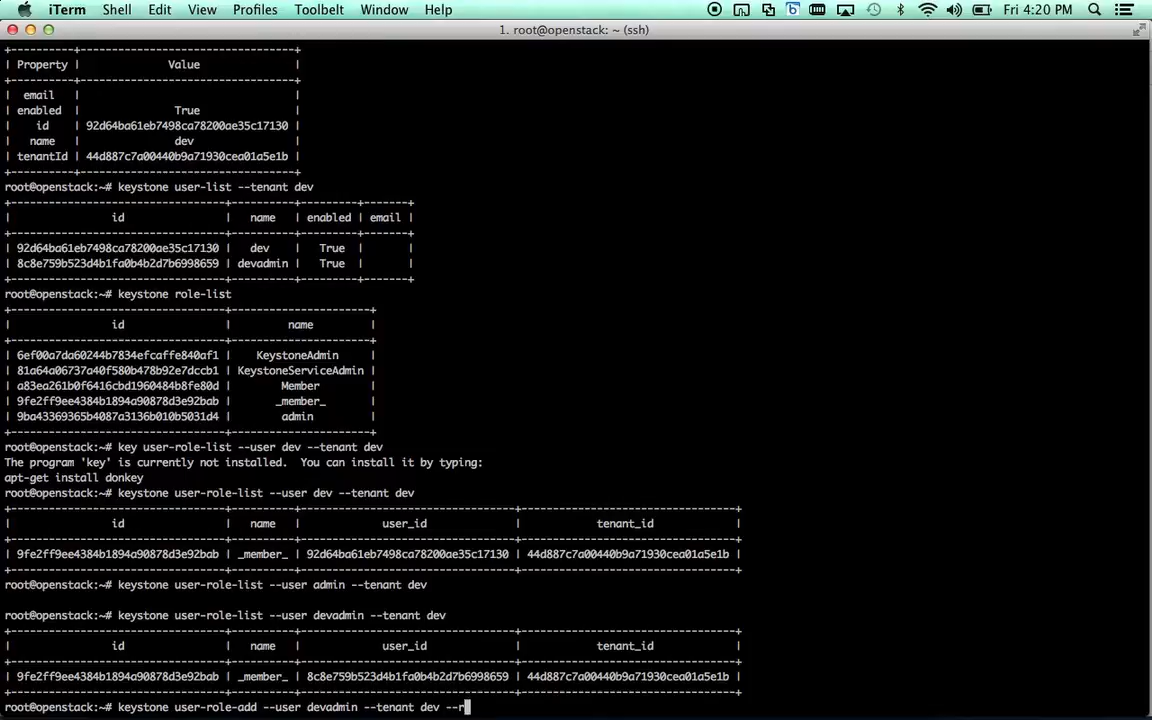 iTerm Shell Edit View Profiles Toolbelt Window Help Fri 4:20 PM
1. root@openstack: ~ (ssh)
+----------+----------------------------------+
| Property | Value |
+----------+----------------------------------+
| email | |
| enabled | True |
| id | 92d64ba61eb7498ca78200ae35c17130 |
| name | dev |
| tenantId | 44d887c7a00440b9a71930cea01a5e1b |
+----------+----------------------------------+
root@openstack:~# keystone user-list --tenant dev
+----------------------------------+----------+---------+-------+
| id | name | enabled | email |
+----------------------------------+----------+---------+-------+
| 92d64ba61eb7498ca78200ae35c17130 | dev | True | |
| 8c8e759b523d4b1fa0b4b2d7b6998659 | devadmin | True | |
+----------------------------------+----------+---------+-------+
root@openstack:~# keystone role-list
+----------------------------------+----------------------+
| id | name |
+----------------------------------+----------------------+
| 6ef00a7da60244b7834efcaffe840af1 | KeystoneAdmin |
| 81a64a06737a40f580b478b92e7dccb1 | KeystoneServiceAdmin |
| a83ea261b0f6416cbd1960484b8fe80d | Member |
| 9fe2ff9ee4384b1894a90878d3e92bab | _member_ |
| 9ba43369365b4087a3136b010b5031d4 | admin |
+----------------------------------+----------------------+
root@openstack:~# key user-role-list --user dev --tenant dev
The program 'key' is currently not installed.  You can install it by typing:
apt-get install donkey
root@openstack:~# keystone user-role-list --user dev --tenant dev
+----------------------------------+----------+----------------------------------+----------------------------------+
| id | name | user_id | tenant_id |
+----------------------------------+----------+----------------------------------+----------------------------------+
| 9fe2ff9ee4384b1894a90878d3e92bab | _member_ | 92d64ba61eb7498ca78200ae35c17130 | 44d887c7a00440b9a71930cea01a5e1b |
+----------------------------------+----------+----------------------------------+----------------------------------+
root@openstack:~# keystone user-role-list --user admin --tenant dev
root@openstack:~# keystone user-role-list --user devadmin --tenant dev
+----------------------------------+----------+----------------------------------+----------------------------------+
| id | name | user_id | tenant_id |
+----------------------------------+----------+----------------------------------+----------------------------------+
| 9fe2ff9ee4384b1894a90878d3e92bab | _member_ | 8c8e759b523d4b1fa0b4b2d7b6998659 | 44d887c7a00440b9a71930cea01a5e1b |
+----------------------------------+----------+----------------------------------+----------------------------------+
root@openstack:~# keystone user-role-add --user devadmin --tenant dev --r